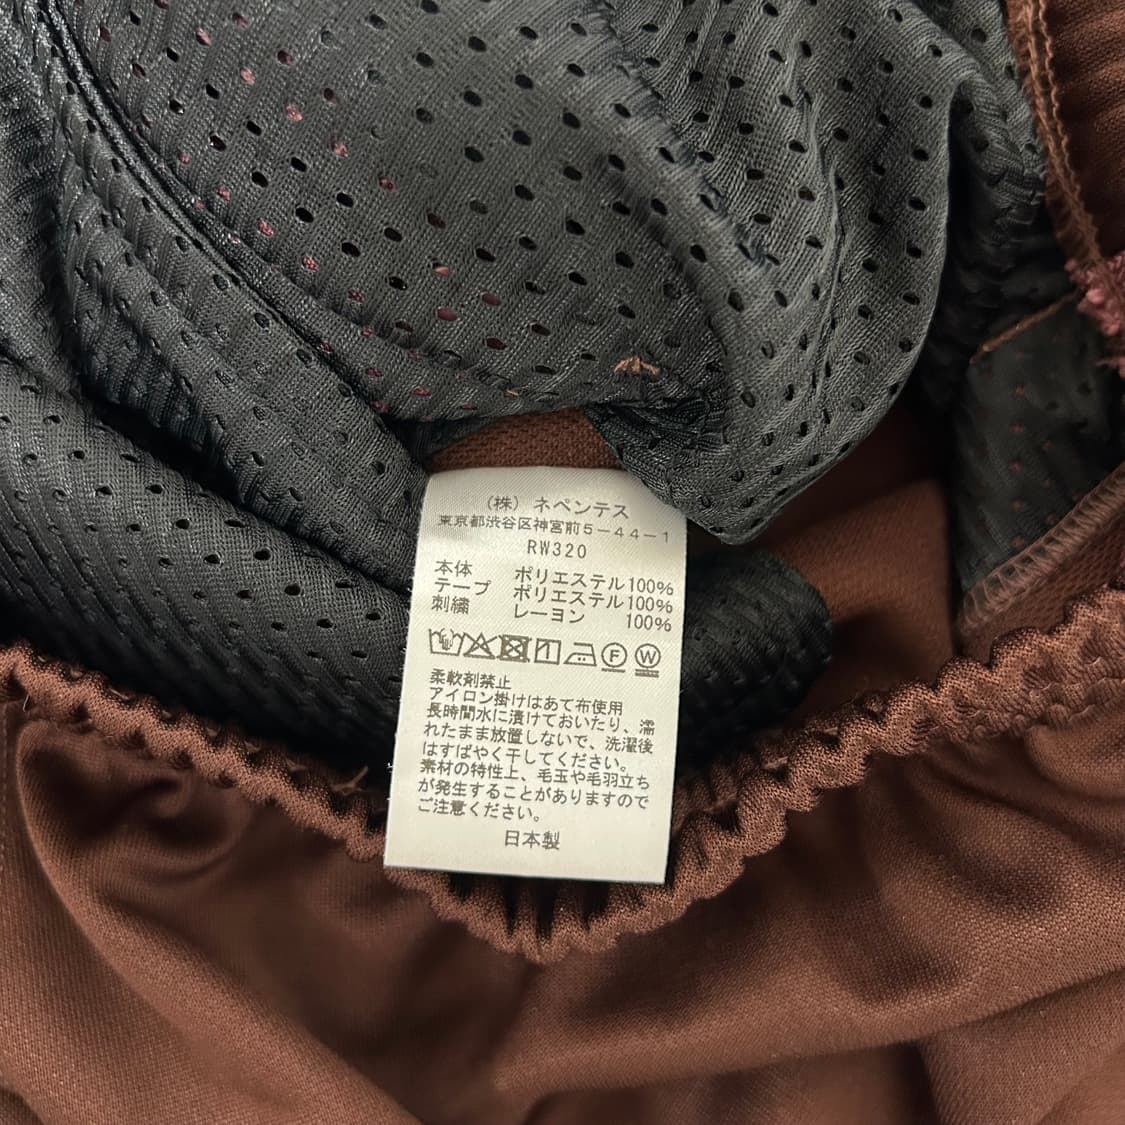 （株）ネペンテス
東京都渋谷区神宮前5－44－1
RW320
本体 ポリエステル100%
テープ ポリエステル100%
刺繍 レーヨン 100%
F W
柔軟剤禁止
アイロン掛けはあて布使用
長時間水に漬けておいたり、濡
れたまま放置しないで、洗濯後
はすばやく干してください。
素材の特性上、毛玉や毛羽立ち
が発生することがありますので
ご注意ください。
日本製